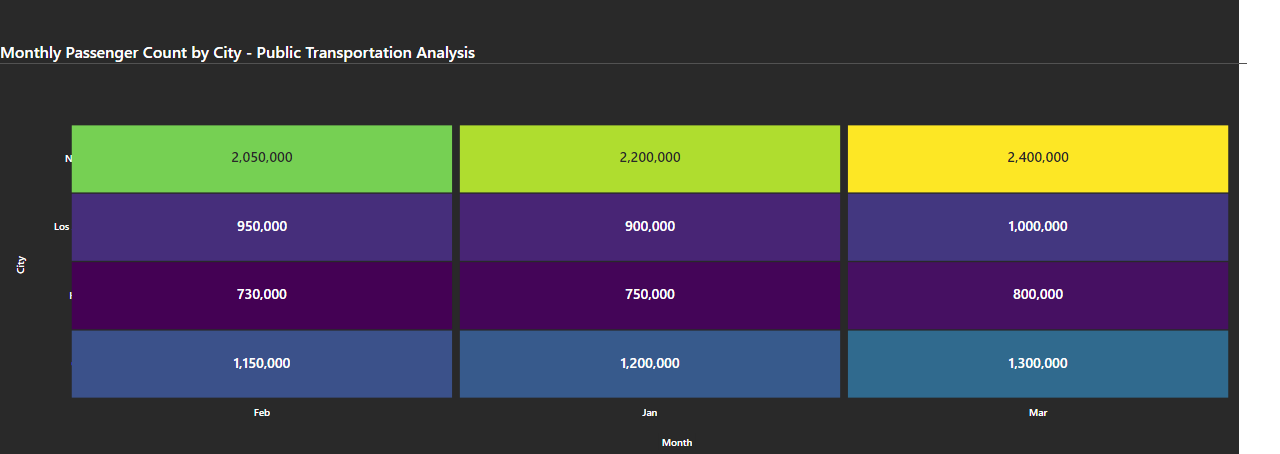 Monthly Passenger Count by City - Public Transportation Analysis
N
2,050,000 2,200,000 2,400,000
Los
950,000 900,000 1,000,000
City
730,000 750,000 800,000
1,150,000 1,200,000 1,300,000
Feb Jan Mar
Month